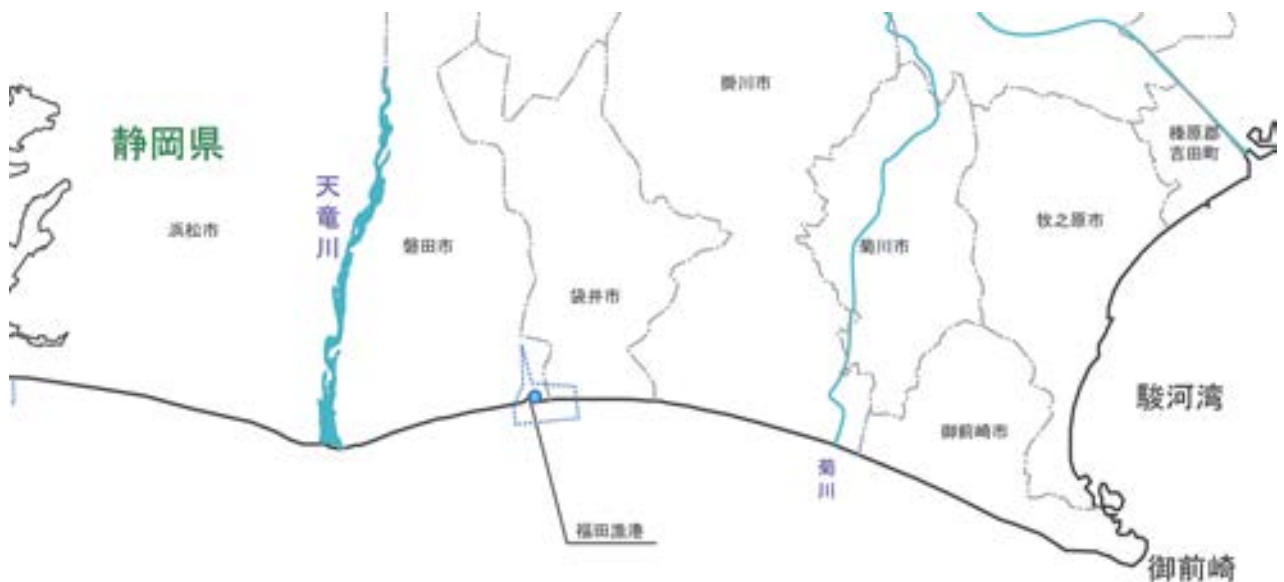 掛川市
静岡県
榛原郡
吉田町
天竜川
浜松市
磐田市
菊川市
牧之原市
袋井市
駿河湾
御前崎市
菊川
福田漁港
御前崎